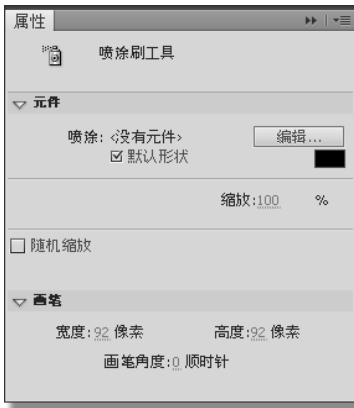 属性
喷涂刷工具
元件
喷涂: <没有元件> 编辑...
默认形状
缩放:100 %
随机缩放
画笔
宽度:92 像素 高度:92 像素
画笔角度:0 顺时针